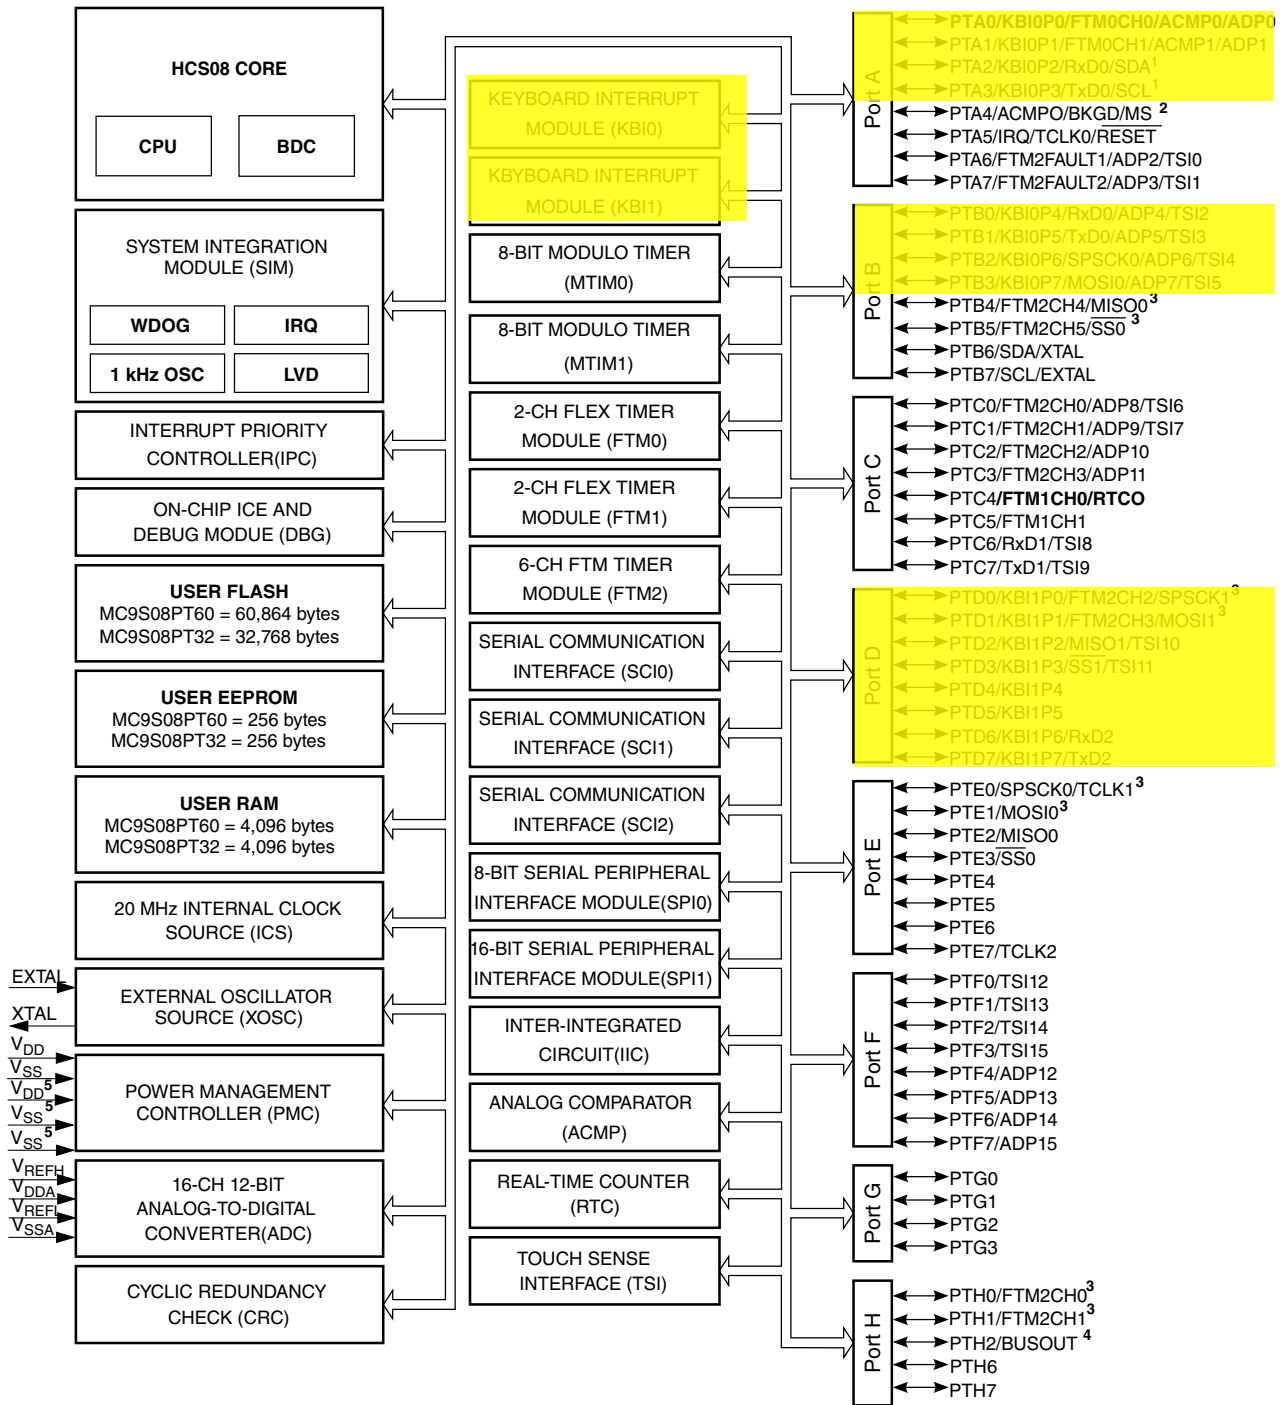 HCS08 CORE
CPU
BDC
SYSTEM INTEGRATION
MODULE (SIM)
WDOG
IRQ
1 kHz OSC
LVD
INTERRUPT PRIORITY
CONTROLLER(IPC)
ON-CHIP ICE AND
DEBUG MODUE (DBG)
USER FLASH
MC9S08PT60 = 60,864 bytes
MC9S08PT32 = 32,768 bytes
USER EEPROM
MC9S08PT60 = 256 bytes
MC9S08PT32 = 256 bytes
USER RAM
MC9S08PT60 = 4,096 bytes
MC9S08PT32 = 4,096 bytes
20 MHz INTERNAL CLOCK
SOURCE (ICS)
EXTAL
XTAL
EXTERNAL OSCILLATOR
SOURCE (XOSC)
VDD
VSS
VDD5
VSS5
VSS5
POWER MANAGEMENT
CONTROLLER (PMC)
VREFH
VDDA
VREFL
VSSA
16-CH 12-BIT
ANALOG-TO-DIGITAL
CONVERTER(ADC)
CYCLIC REDUNDANCY
CHECK (CRC)
KEYBOARD INTERRUPT
MODULE (KBI0)
KBYBOARD INTERRUPT
MODULE (KBI1)
8-BIT MODULO TIMER
(MTIM0)
8-BIT MODULO TIMER
(MTIM1)
2-CH FLEX TIMER
MODULE (FTM0)
2-CH FLEX TIMER
MODULE (FTM1)
6-CH FTM TIMER
MODULE (FTM2)
SERIAL COMMUNICATION
INTERFACE (SCI0)
SERIAL COMMUNICATION
INTERFACE (SCI1)
SERIAL COMMUNICATION
INTERFACE (SCI2)
8-BIT SERIAL PERIPHERAL
INTERFACE MODULE(SPI0)
16-BIT SERIAL PERIPHERAL
INTERFACE MODULE(SPI1)
INTER-INTEGRATED
CIRCUIT(IIC)
ANALOG COMPARATOR
(ACMP)
REAL-TIME COUNTER
(RTC)
TOUCH SENSE
INTERFACE (TSI)
Port A
PTA0/KBI0P0/FTM0CH0/ACMP0/ADP0
PTA1/KBI0P1/FTM0CH1/ACMP1/ADP1
PTA2/KBI0P2/RxD0/SDA1
PTA3/KBI0P3/TxD0/SCL1
PTA4/ACMPO/BKGD/MS 2
PTA5/IRQ/TCLK0/RESET
PTA6/FTM2FAULT1/ADP2/TSI0
PTA7/FTM2FAULT2/ADP3/TSI1
Port B
PTB0/KBI0P4/RxD0/ADP4/TSI2
PTB1/KBI0P5/TxD0/ADP5/TSI3
PTB2/KBI0P6/SPSCK0/ADP6/TSI4
PTB3/KBI0P7/MOSI0/ADP7/TSI5
PTB4/FTM2CH4/MISO0 3
PTB5/FTM2CH5/SS0 3
PTB6/SDA/XTAL
PTB7/SCL/EXTAL
Port C
PTC0/FTM2CH0/ADP8/TSI6
PTC1/FTM2CH1/ADP9/TSI7
PTC2/FTM2CH2/ADP10
PTC3/FTM2CH3/ADP11
PTC4/FTM1CH0/RTCO
PTC5/FTM1CH1
PTC6/RxD1/TSI8
PTC7/TxD1/TSI9
Port D
PTD0/KBI1P0/FTM2CH2/SPSCK1 3
PTD1/KBI1P1/FTM2CH3/MOSI1 3
PTD2/KBI1P2/MISO1/TSI10
PTD3/KBI1P3/SS1/TSI11
PTD4/KBI1P4
PTD5/KBI1P5
PTD6/KBI1P6/RxD2
PTD7/KBI1P7/TxD2
Port E
PTE0/SPSCK0/TCLK1 3
PTE1/MOSI0 3
PTE2/MISO0
PTE3/SS0
PTE4
PTE5
PTE6
PTE7/TCLK2
Port F
PTF0/TSI12
PTF1/TSI13
PTF2/TSI14
PTF3/TSI15
PTF4/ADP12
PTF5/ADP13
PTF6/ADP14
PTF7/ADP15
Port G
PTG0
PTG1
PTG2
PTG3
Port H
PTH0/FTM2CH0 3
PTH1/FTM2CH1 3
PTH2/BUSOUT 4
PTH6
PTH7